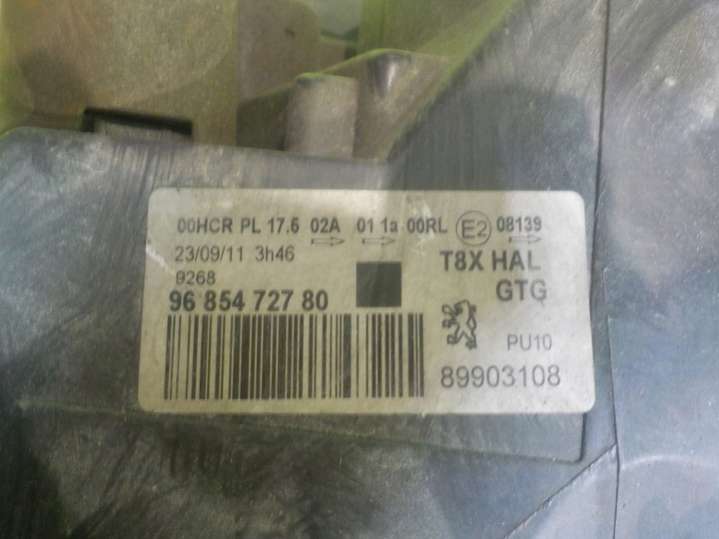 00HCR PL 17.5 02A 01 1a 00RL E2 08139
23/09/11 3h46 T8X HAL
9268 GTG
96 854 727 80
PU10
89903108